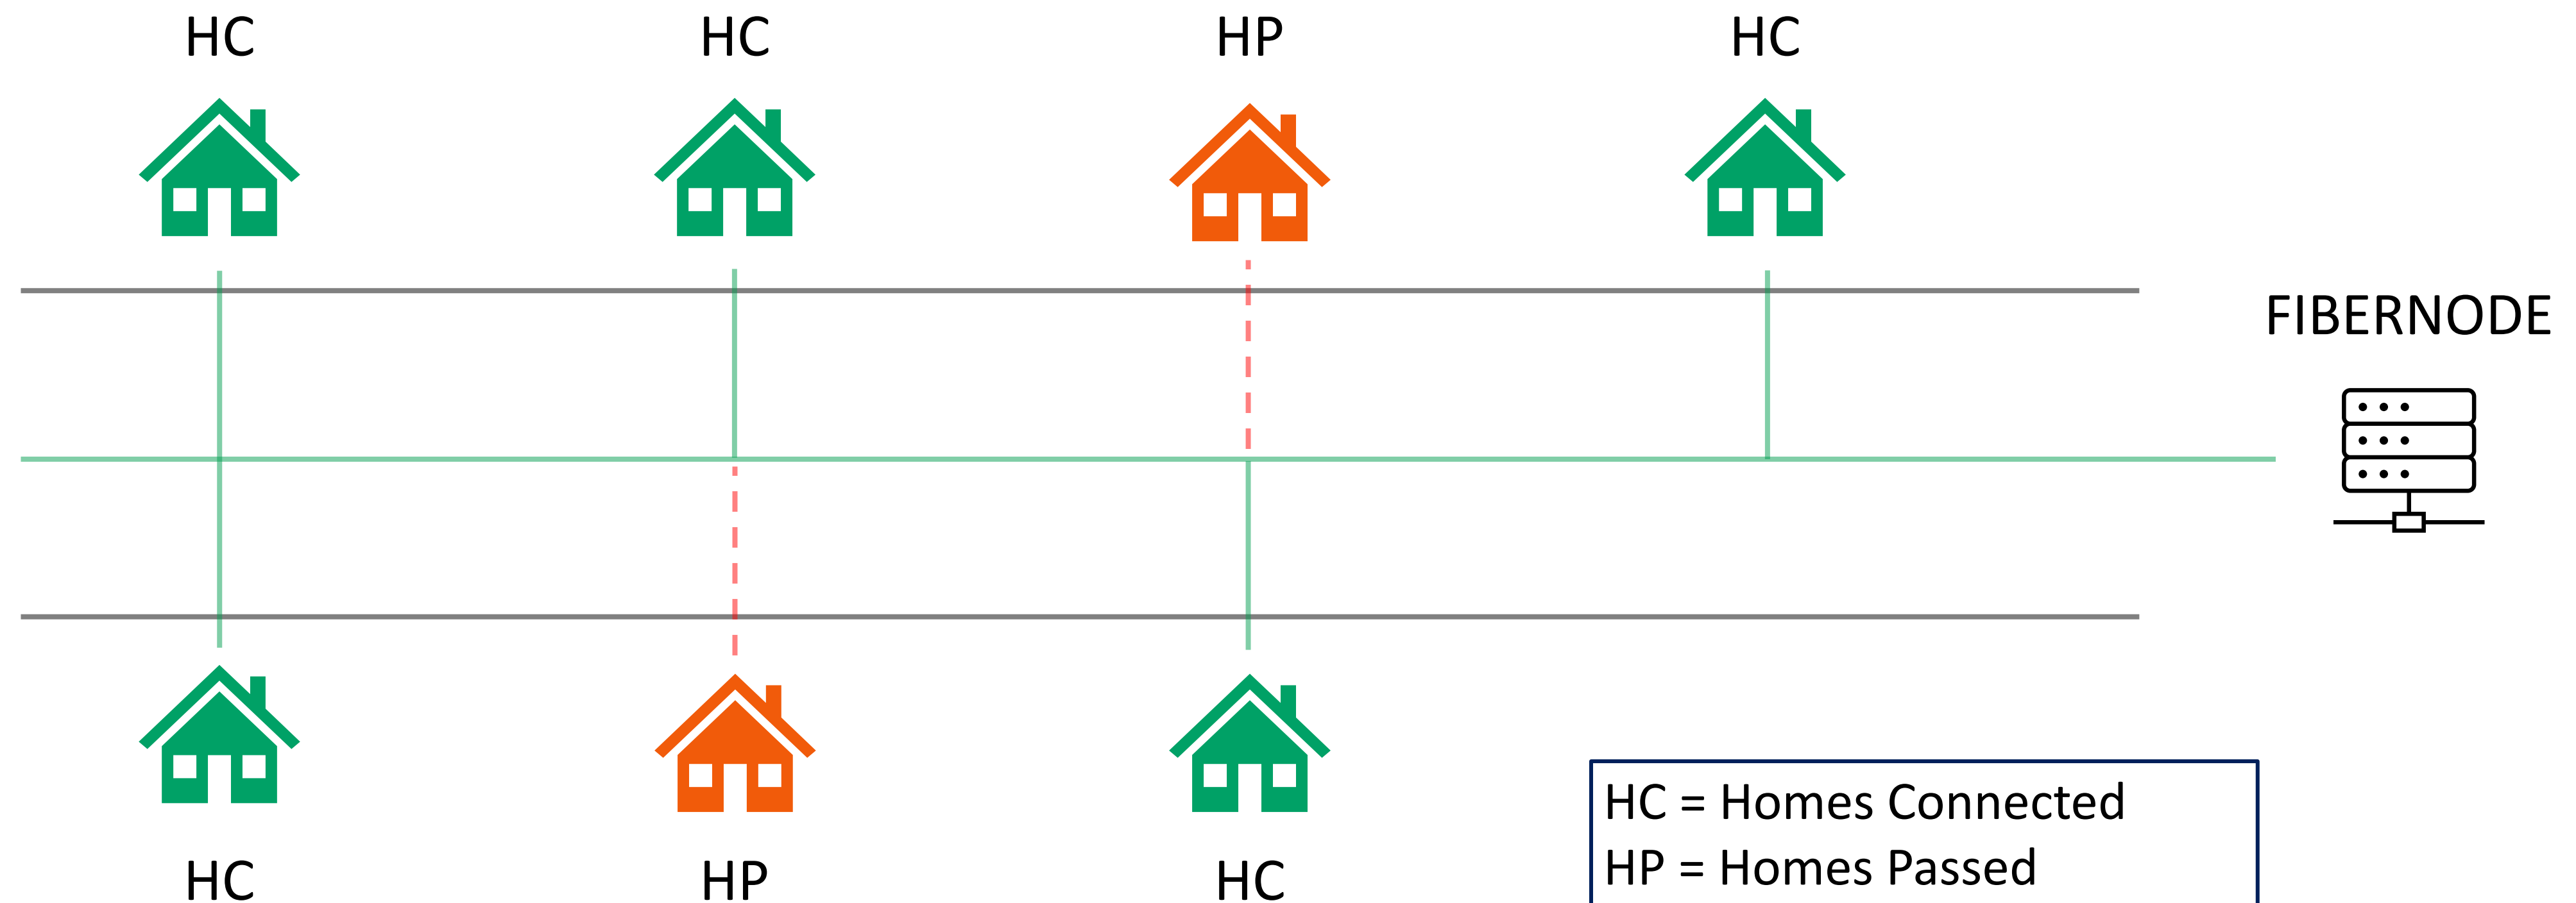 HC
HC
HP
HC
FIBERNODE
HC
HP
HC
HC = Homes Connected
HP = Homes Passed